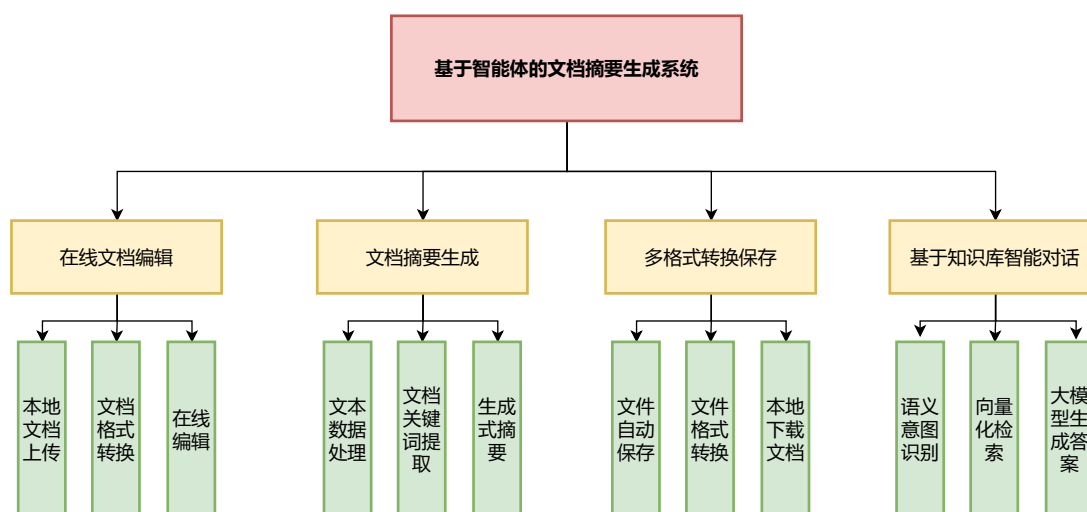 基于智能体的文档摘要生成系统
在线文档编辑
文档摘要生成
多格式转换保存
基于知识库智能对话
本地
文档
上传
文档
格式
转换
在线
编辑
文本
数据
处理
文档
关键
词提
取
生成
式摘
要
文件
自动
保存
文件
格式
转换
本地
下载
文档
语义
意图
识别
向量
化检
索
大模
型生
成答
案